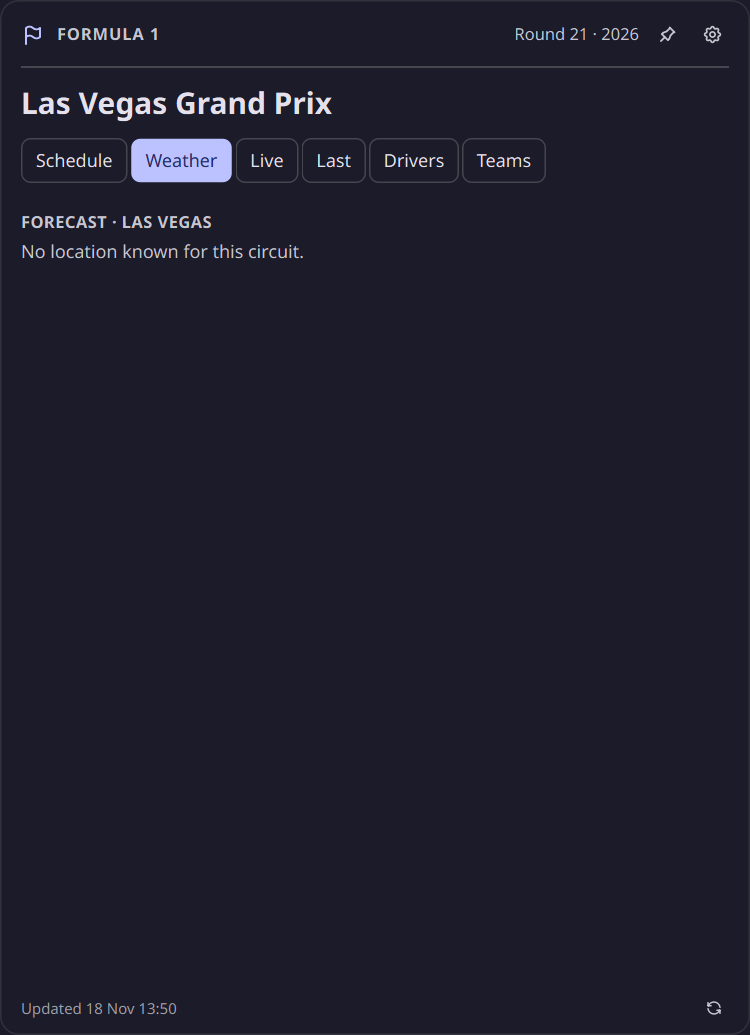 FORMULA 1 Round 21 · 2026
Las Vegas Grand Prix
Schedule Weather Live Last Drivers Teams
FORECAST · LAS VEGAS
No location known for this circuit.
Updated 18 Nov 13:50